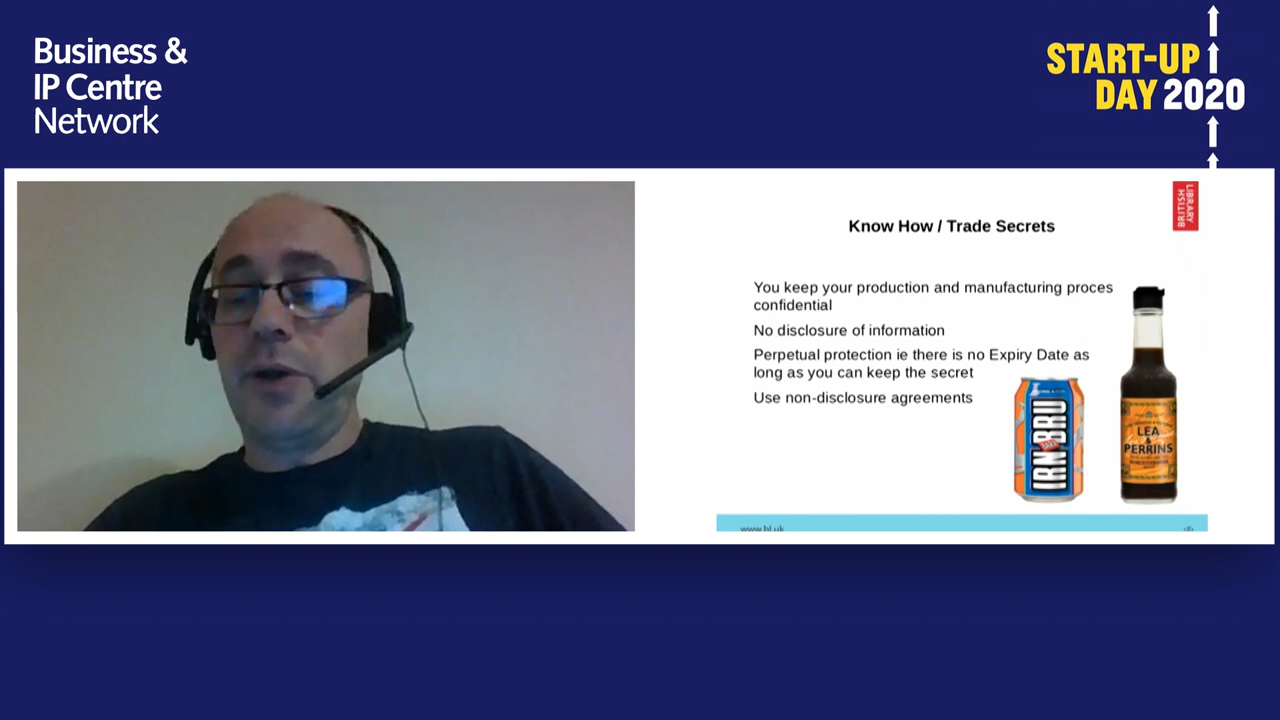 Business &
IP Centre
Network
START-UP
DAY 2020
BRITISH
LIBRARY
Know How / Trade Secrets
You keep your production and manufacturing proces
confidential
No disclosure of information
Perpetual protection ie there is no Expiry Date as
long as you can keep the secret
Use non-disclosure agreements
IRN-BRU
LEA
&
PERRINS
www.bl.uk